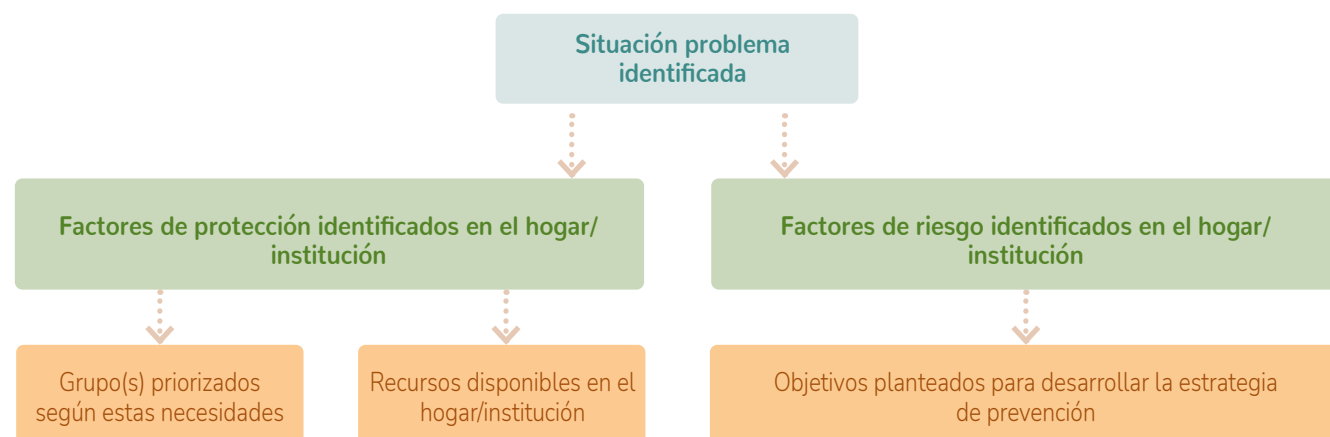 Situación problema
identificada
Factores de protección identificados en el hogar/
institución
Factores de riesgo identificados en el hogar/
institución
Grupo(s) priorizados
según estas necesidades
Recursos disponibles en el
hogar/institución
Objetivos planteados para desarrollar la estrategia
de prevención